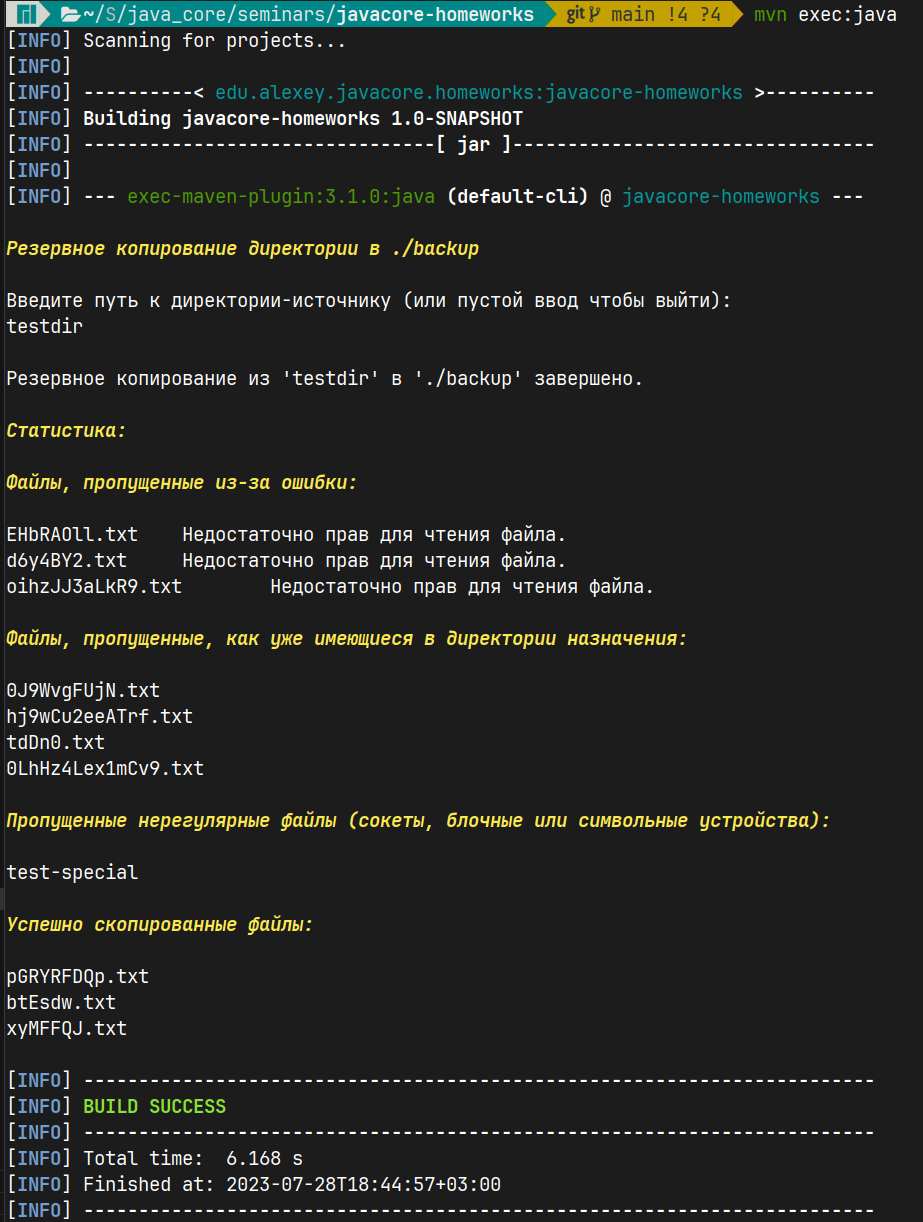 ~/S/java_core/seminars/javacore-homeworks git main !4 ?4 mvn exec:java
[INFO] Scanning for projects...
[INFO]
[INFO] ----------< edu.alexey.javacore.homeworks:javacore-homeworks >----------
[INFO] Building javacore-homeworks 1.0-SNAPSHOT
[INFO] --------------------------------[ jar ]---------------------------------
[INFO]
[INFO] --- exec-maven-plugin:3.1.0:java (default-cli) @ javacore-homeworks ---
Резервное копирование директории в ./backup
Введите путь к директории-источнику (или пустой ввод чтобы выйти):
testdir
Резервное копирование из 'testdir' в './backup' завершено.
Статистика:
Файлы, пропущенные из-за ошибки:
EHbRAOll.txt    Недостаточно прав для чтения файла.
d6y4BY2.txt     Недостаточно прав для чтения файла.
oihzJJ3aLkR9.txt        Недостаточно прав для чтения файла.
Файлы, пропущенные, как уже имеющиеся в директории назначения:
0J9WvgFUjN.txt
hj9wCu2eeATrf.txt
tdDn0.txt
0LhHz4Lex1mCv9.txt
Пропущенные нерегулярные файлы (сокеты, блочные или символьные устройства):
test-special
Успешно скопированные файлы:
pGRYRFDQp.txt
btEsdw.txt
xyMFFQJ.txt
[INFO] ------------------------------------------------------------------------
[INFO] BUILD SUCCESS
[INFO] ------------------------------------------------------------------------
[INFO] Total time:  6.168 s
[INFO] Finished at: 2023-07-28T18:44:57+03:00
[INFO] ------------------------------------------------------------------------